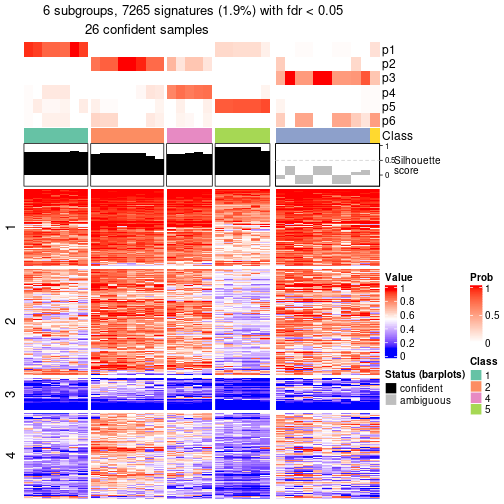 6 subgroups, 7265 signatures (1.9%) with fdr < 0.05
26 confident samples
p1
p2
p3
p4
p5
p6
Class
1
0.5
0
Silhouette
score
1
2
3
4
Value
1
0.8
0.6
0.4
0.2
0
Status (barplots)
confident
ambiguous
Prob
1
0.5
0
Class
1
2
4
5